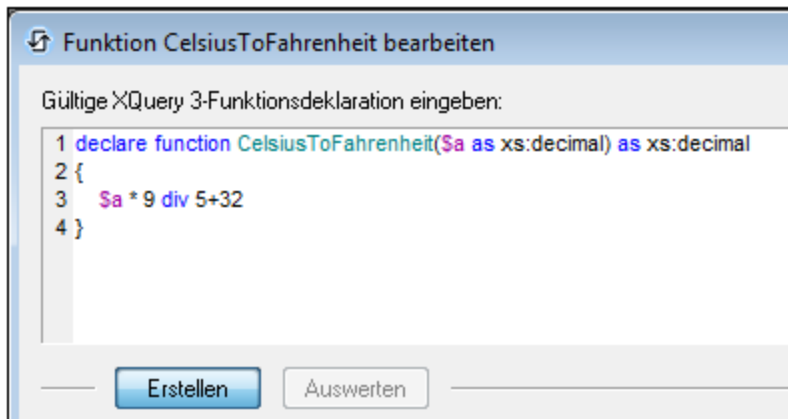 Funktion CelsiusToFahrenheit bearbeiten
Gültige XQuery 3-Funktionsdeklaration eingeben:
1 declare function CelsiusToFahrenheit($a as xs:decimal) as xs:decimal
2 {
3 $a * 9 div 5+32
4 }
Erstellen Auswerten